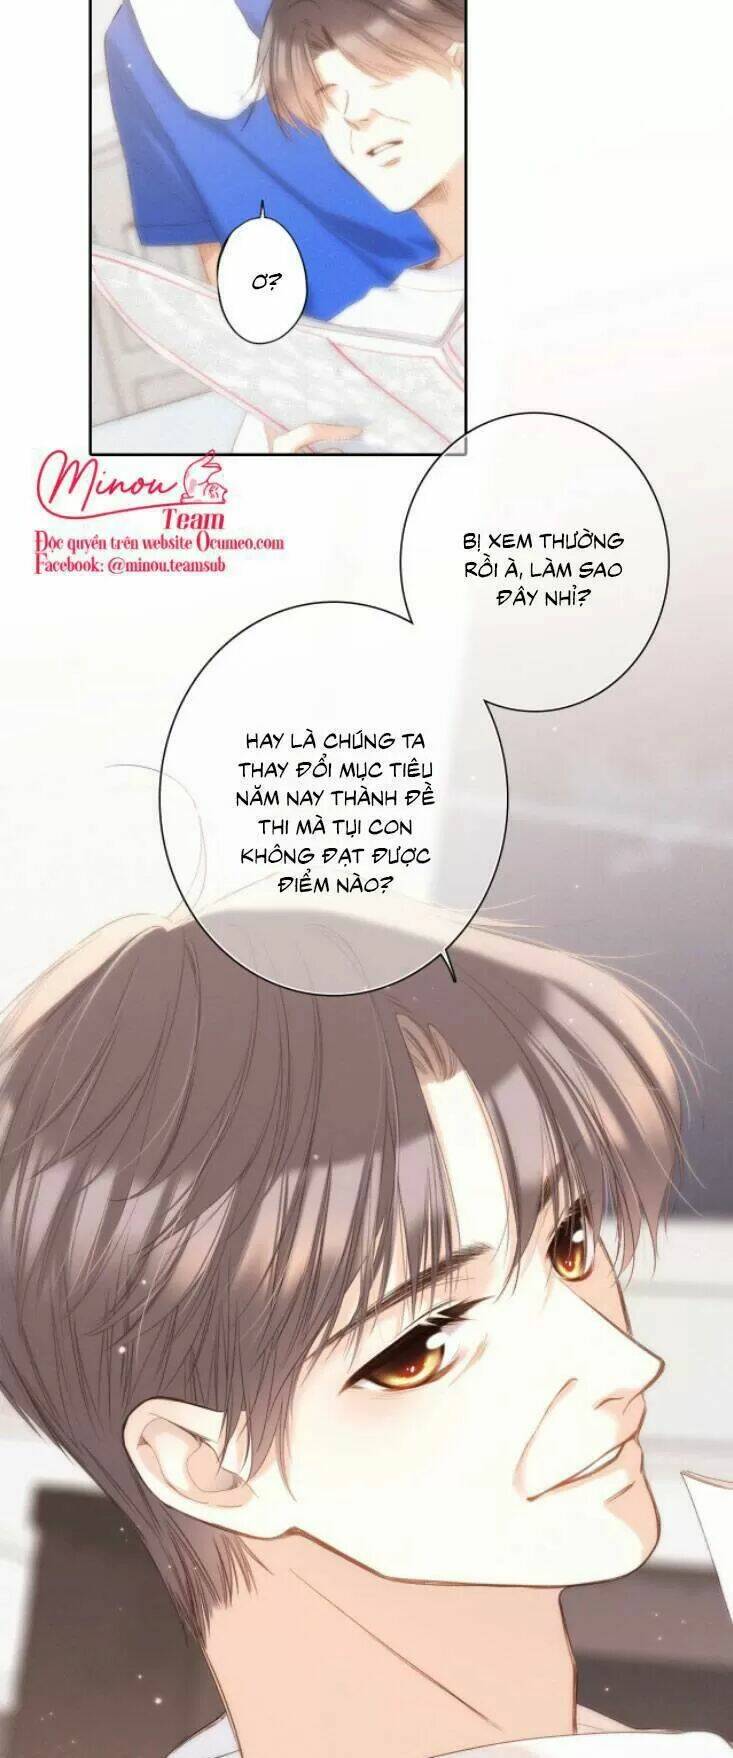 Ơ?
Minou
Team
Độc quyền trên website Ocumeo.com
Facebook: @minou.teamsub
BỊ XEM THƯỜNG
RỒI À, LÀM SAO
ĐÂY NHỈ?
HAY LÀ CHÚNG TA
THAY ĐỔI MỤC TIÊU
NĂM NAY THÀNH ĐỀ
THI MÀ TỤI CON
KHÔNG ĐẠT ĐƯỢC
ĐIỂM NÀO?